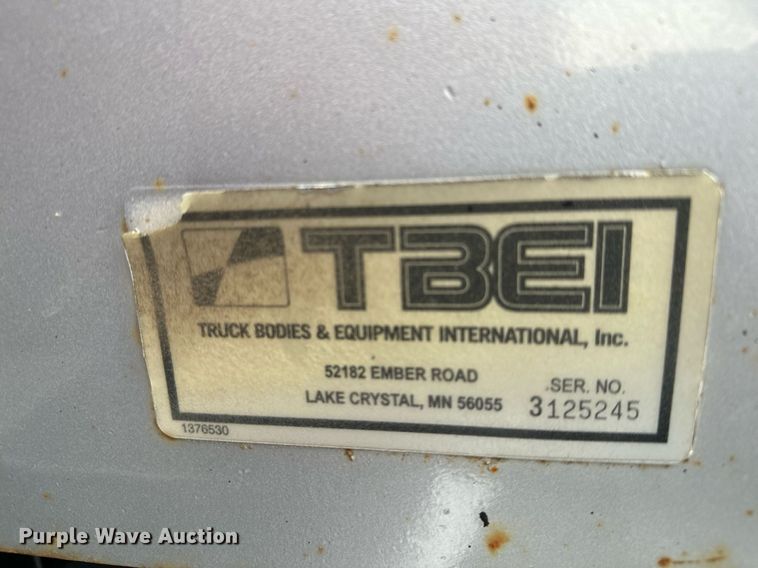 TBEI
TRUCK BODIES & EQUIPMENT INTERNATIONAL, Inc.
52182 EMBER ROAD
LAKE CRYSTAL, MN 56055
SER. NO.
3125245
1376530
Purple Wave Auction